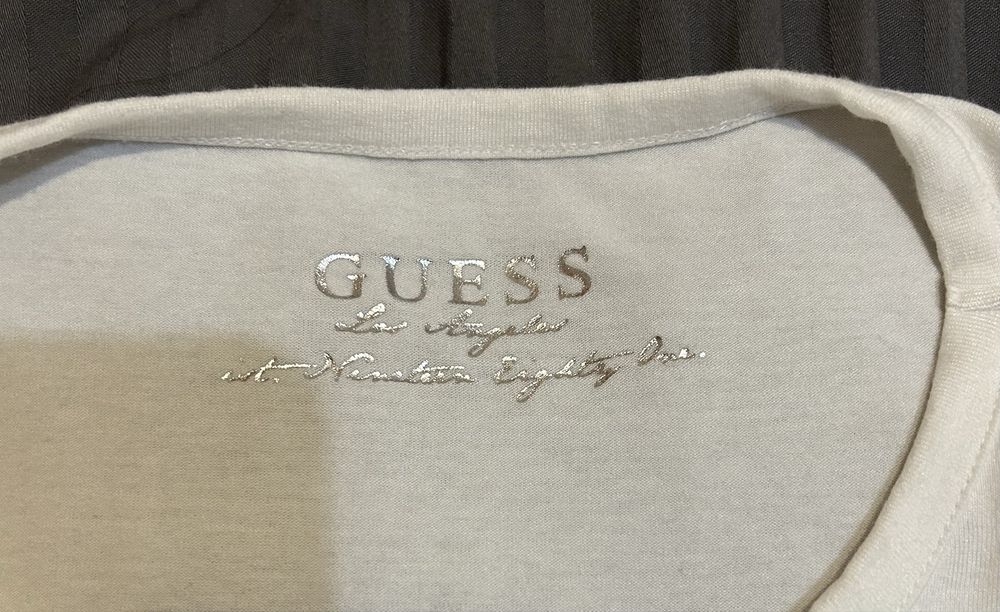 GUESS
Los Angeles
est. Nineteen Eighty One.